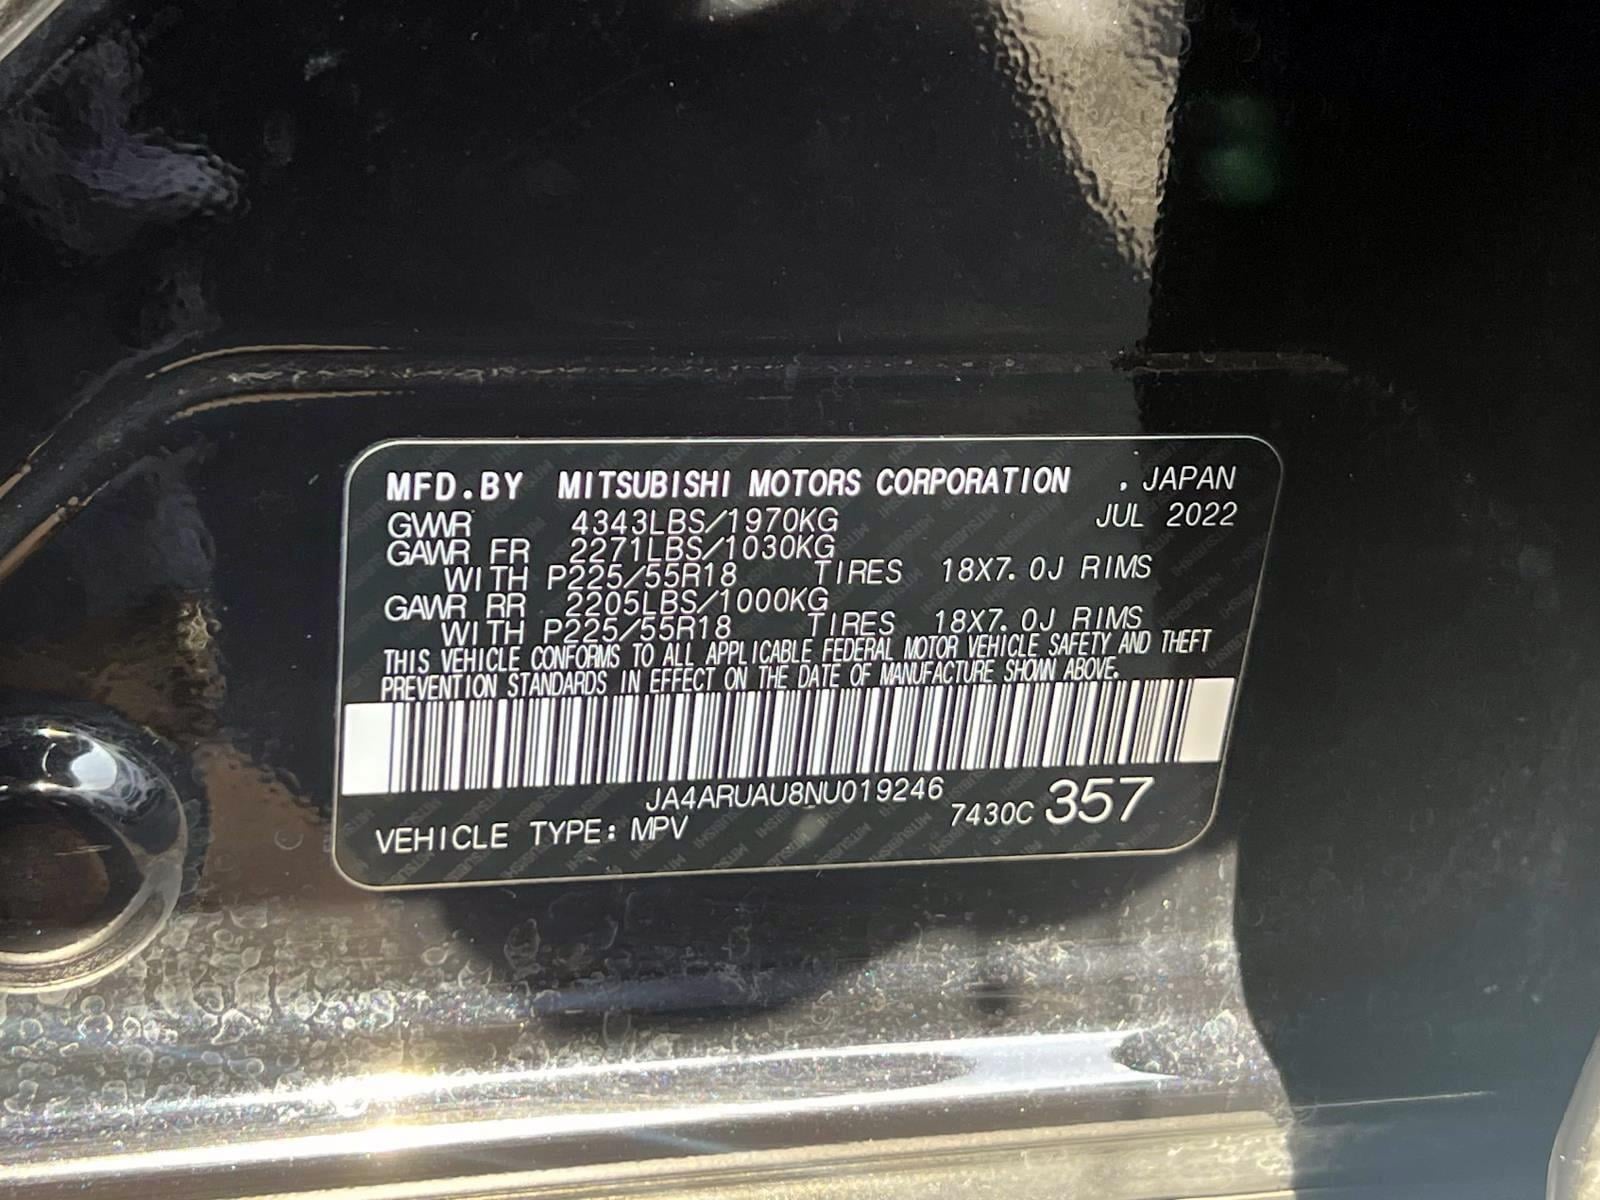 MFD.BY MITSUBISHI MOTORS CORPORATION , JAPAN
GVWR 4343LBS/1970KG JUL 2022
GAWR FR 2271LBS/1030KG
WITH P225/55R18 TIRES 18X7.0J RIMS
GAWR RR 2205LBS/1000KG
WITH P225/55R18 TIRES 18X7.0J RIMS
THIS VEHICLE CONFORMS TO ALL APPLICABLE FEDERAL MOTOR VEHICLE SAFETY AND THEFT
PREVENTION STANDARDS IN EFFECT ON THE DATE OF MANUFACTURE SHOWN ABOVE.
JA4ARUAU8NU019246
VEHICLE TYPE: MPV 7430C 357